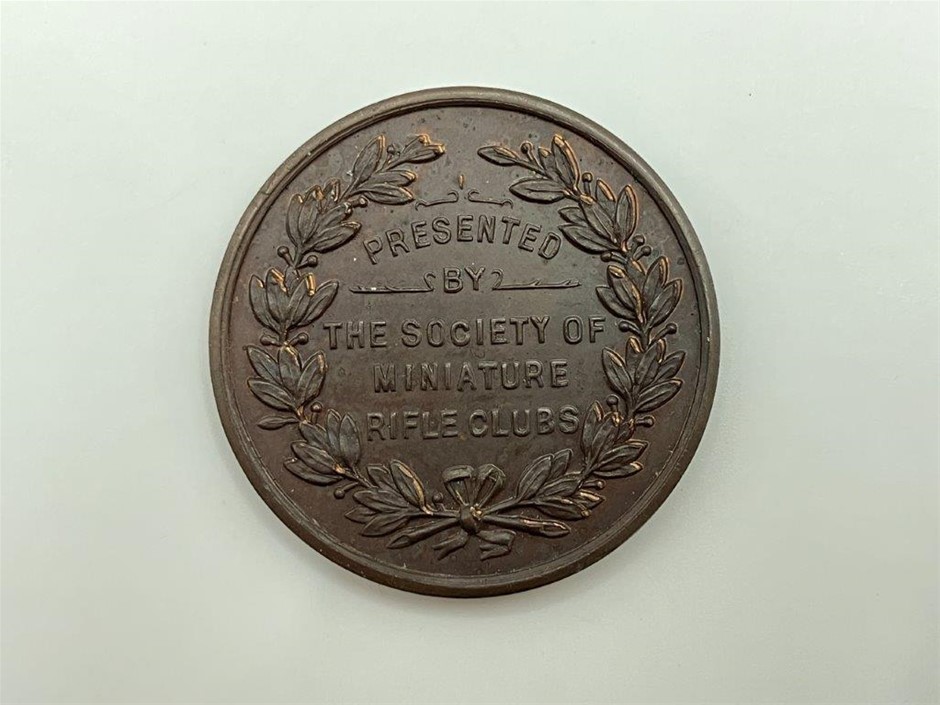 PRESENTED
BY
THE SOCIETY OF
MINIATURE
RIFLE CLUBS